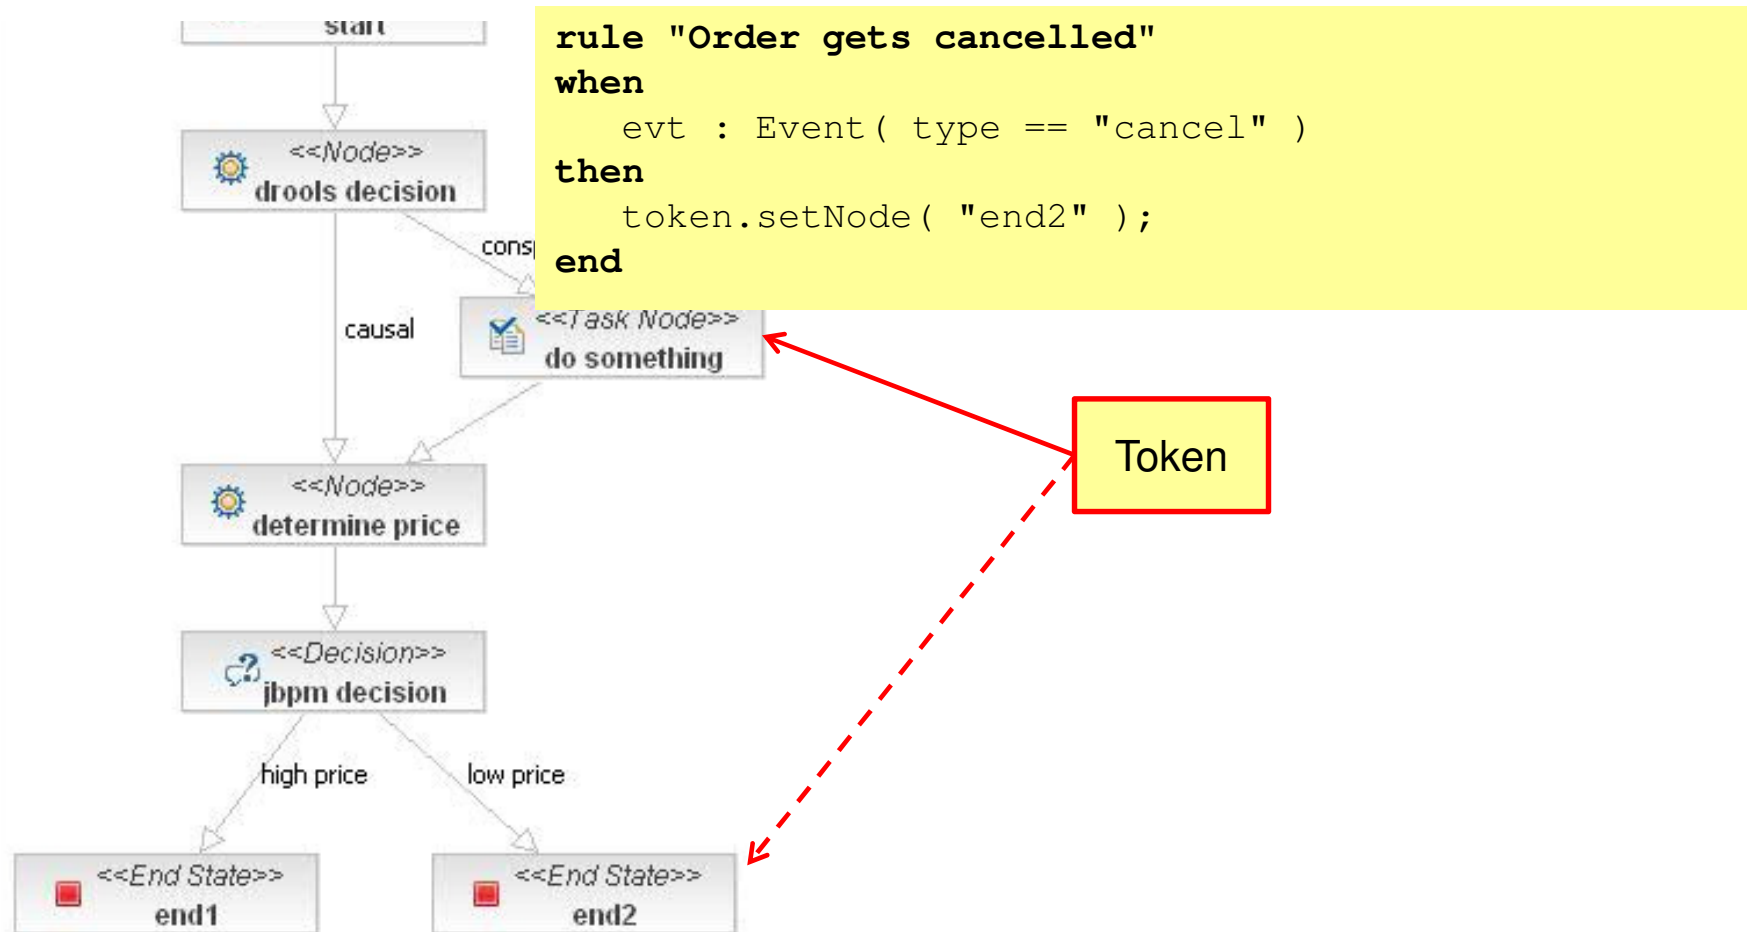 start
rule "Order gets cancelled"
when
evt : Event( type == "cancel" )
then
token.setNode( "end2" );
end
<<Node>>
drools decision
causal
<<Task Node>>
do something
Token
<<Node>>
determine price
<<Decision>>
jbpm decision
high price
low price
<<End State>>
end1
<<End State>>
end2